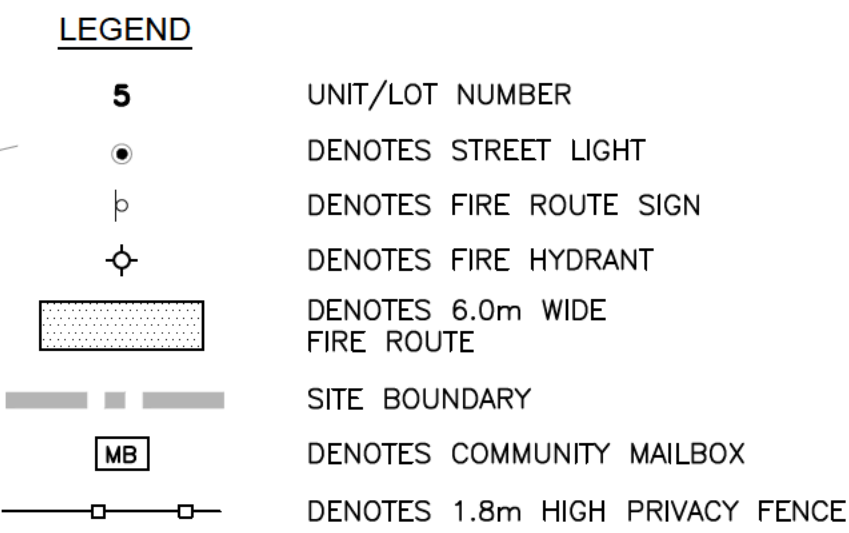 LEGEND
5 UNIT/LOT NUMBER
DENOTES STREET LIGHT
DENOTES FIRE ROUTE SIGN
DENOTES FIRE HYDRANT
DENOTES 6.0m WIDE
FIRE ROUTE
SITE BOUNDARY
MB DENOTES COMMUNITY MAILBOX
DENOTES 1.8m HIGH PRIVACY FENCE